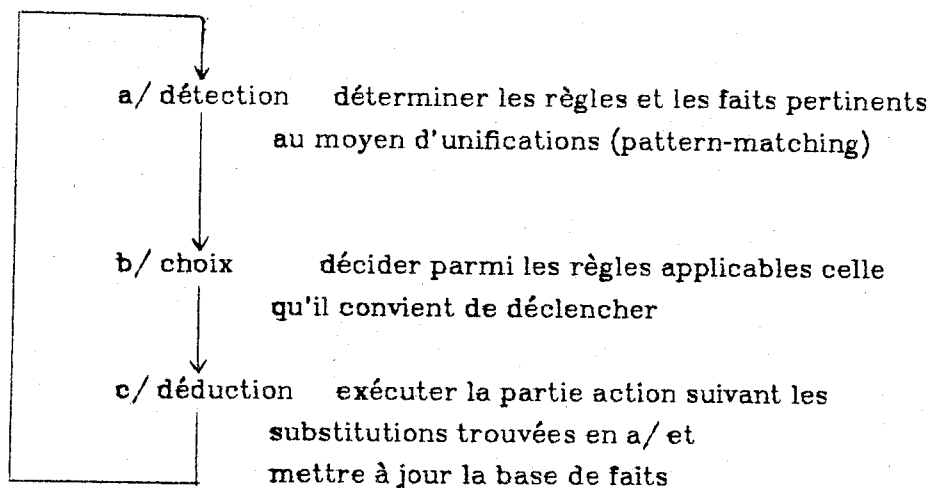 a/ détection déterminer les règles et les faits pertinents
au moyen d'unifications (pattern-matching)
b/ choix décider parmi les règles applicables celle
qu'il convient de déclencher
c/ déduction exécuter la partie action suivant les
substitutions trouvées en a/ et
mettre à jour la base de faits